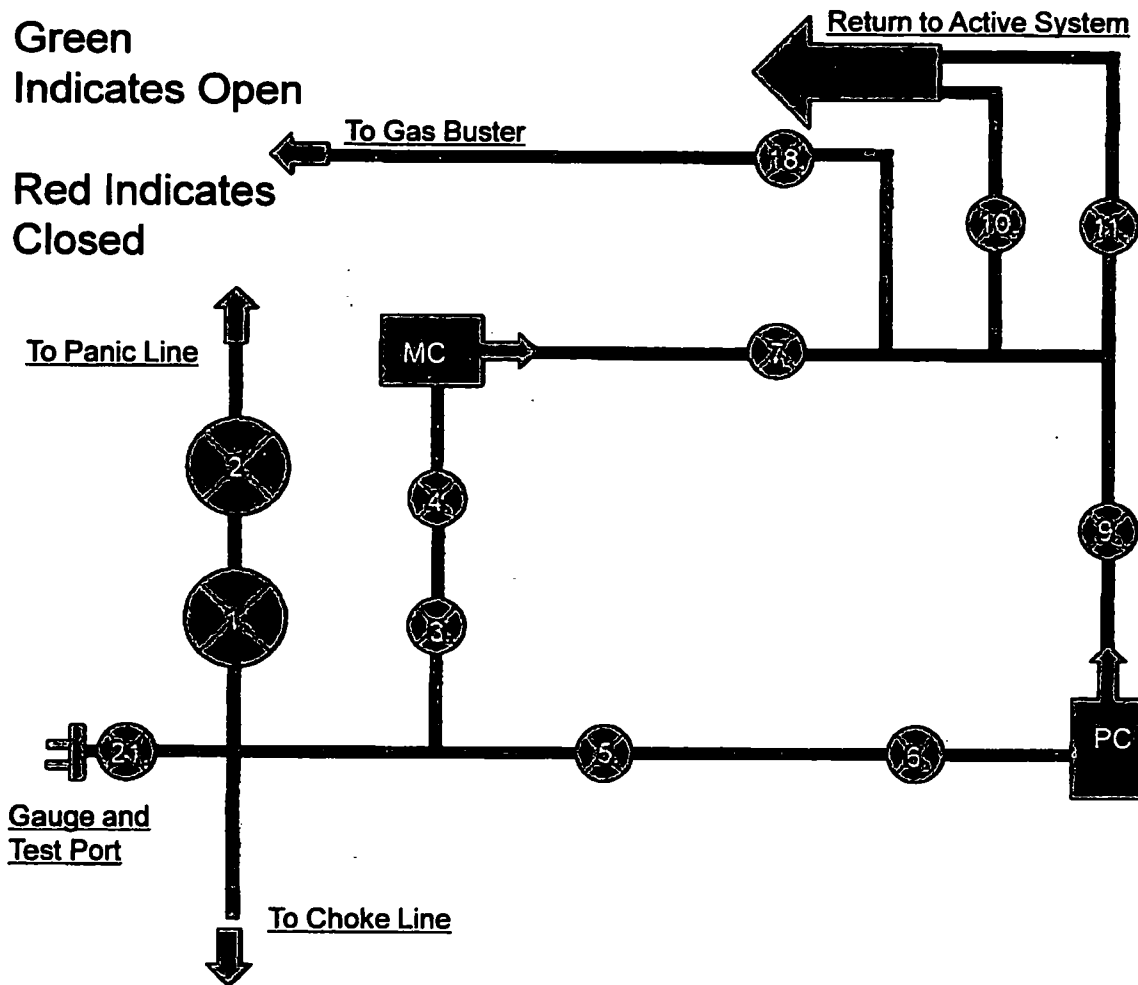 Green
Indicates Open
Red Indicates
Closed
Return to Active System
To Gas Buster
18.
10.
11.
To Panic Line
MC
7.
2.
4.
9.
1.
3.
21.
5.
6.
PC
Gauge and
Test Port
To Choke Line